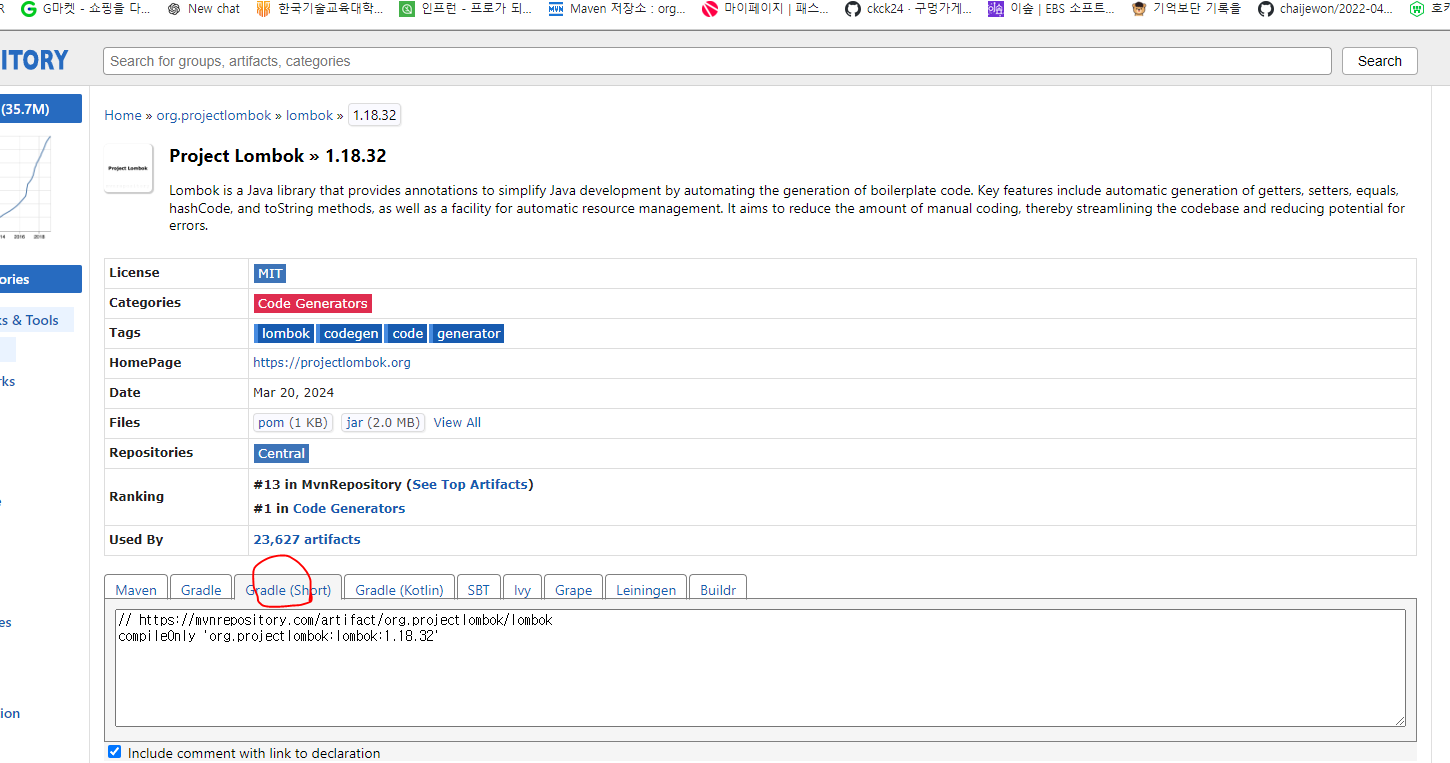 R G마켓 - 쇼핑을 다... New chat 한국기술교육대학... 인프런 - 프로가 되... Maven 저장소 : org... 마이페이지 | 패스... ckck24 · 구멍가게... 이숲 | EBS 소프트... 기억보단 기록을 chaijewon/2022-04... 호카
ITORY Search for groups, artifacts, categories Search
(35.7M)
Home » org.projectlombok » lombok » 1.18.32
Project Lombok
Project Lombok » 1.18.32
Lombok is a Java library that provides annotations to simplify Java development by automating the generation of boilerplate code. Key features include automatic generation of getters, setters, equals,
hashCode, and toString methods, as well as a facility for automatic resource management. It aims to reduce the amount of manual coding, thereby streamlining the codebase and reducing potential for
errors.
14 2016 2018
ories
s & Tools
rks
es
ion
License MIT
Categories Code Generators
Tags lombok codegen code generator
HomePage https://projectlombok.org
Date Mar 20, 2024
Files pom (1 KB) jar (2.0 MB) View All
Repositories Central
Ranking #13 in MvnRepository (See Top Artifacts)
#1 in Code Generators
Used By 23,627 artifacts
Maven Gradle Gradle (Short) Gradle (Kotlin) SBT Ivy Grape Leiningen Buildr
// https://mvnrepository.com/artifact/org.projectlombok/lombok
compileOnly 'org.projectlombok:lombok:1.18.32'
Include comment with link to declaration